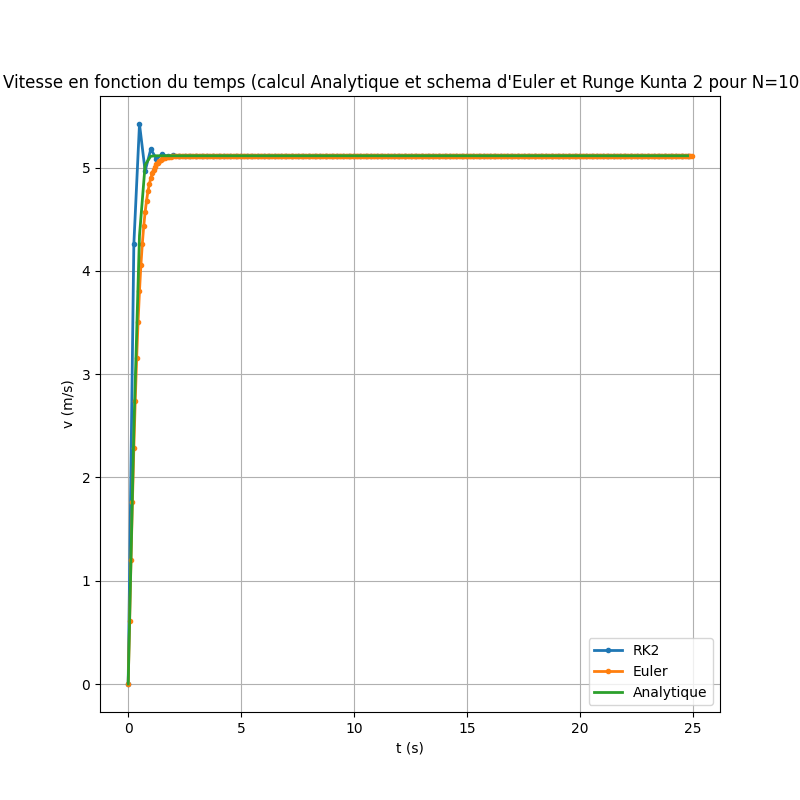 Vitesse en fonction du temps (calcul Analytique et schema d'Euler et Runge Kunta 2 pour N=10
v (m/s)
5
4
3
2
1
0
0 5 10 15 20 25
t (s)
RK2
Euler
Analytique